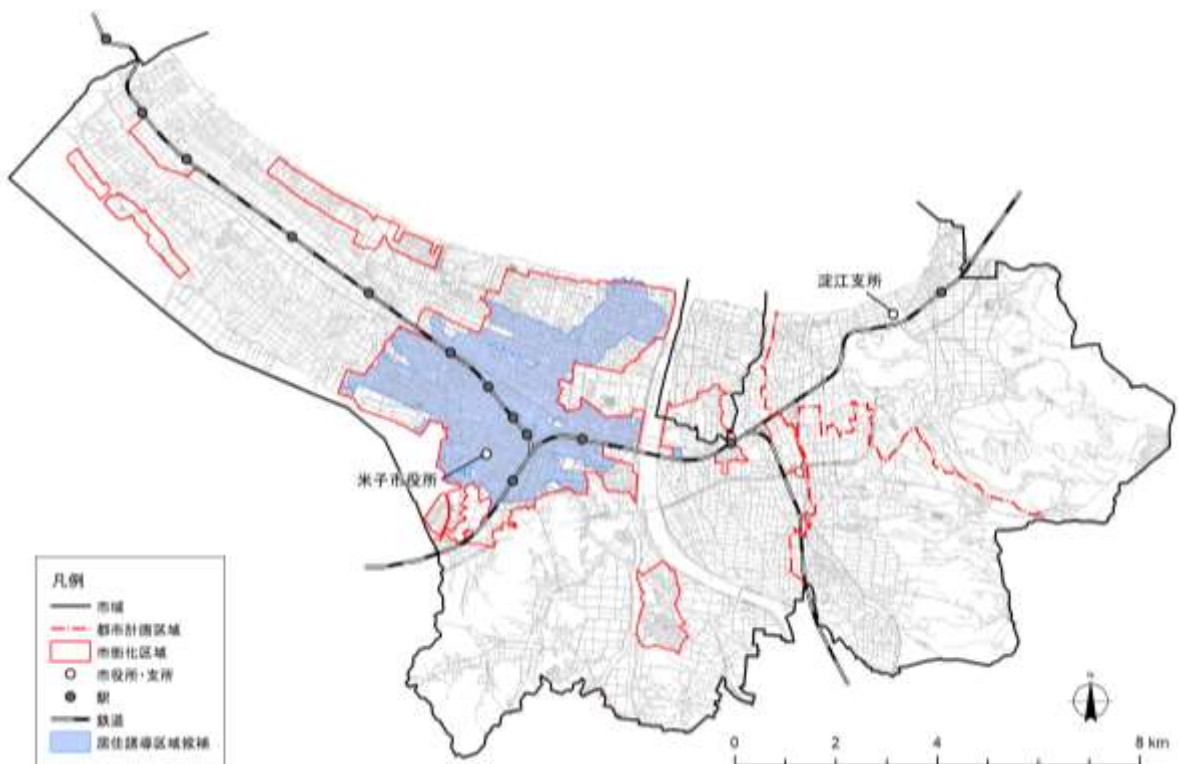 淀江支所
米子市役所
凡例
市域
都市計画区域
市街化区域
市役所・支所
駅
鉄道
居住誘導区域候補
N
0 2 4 8 km